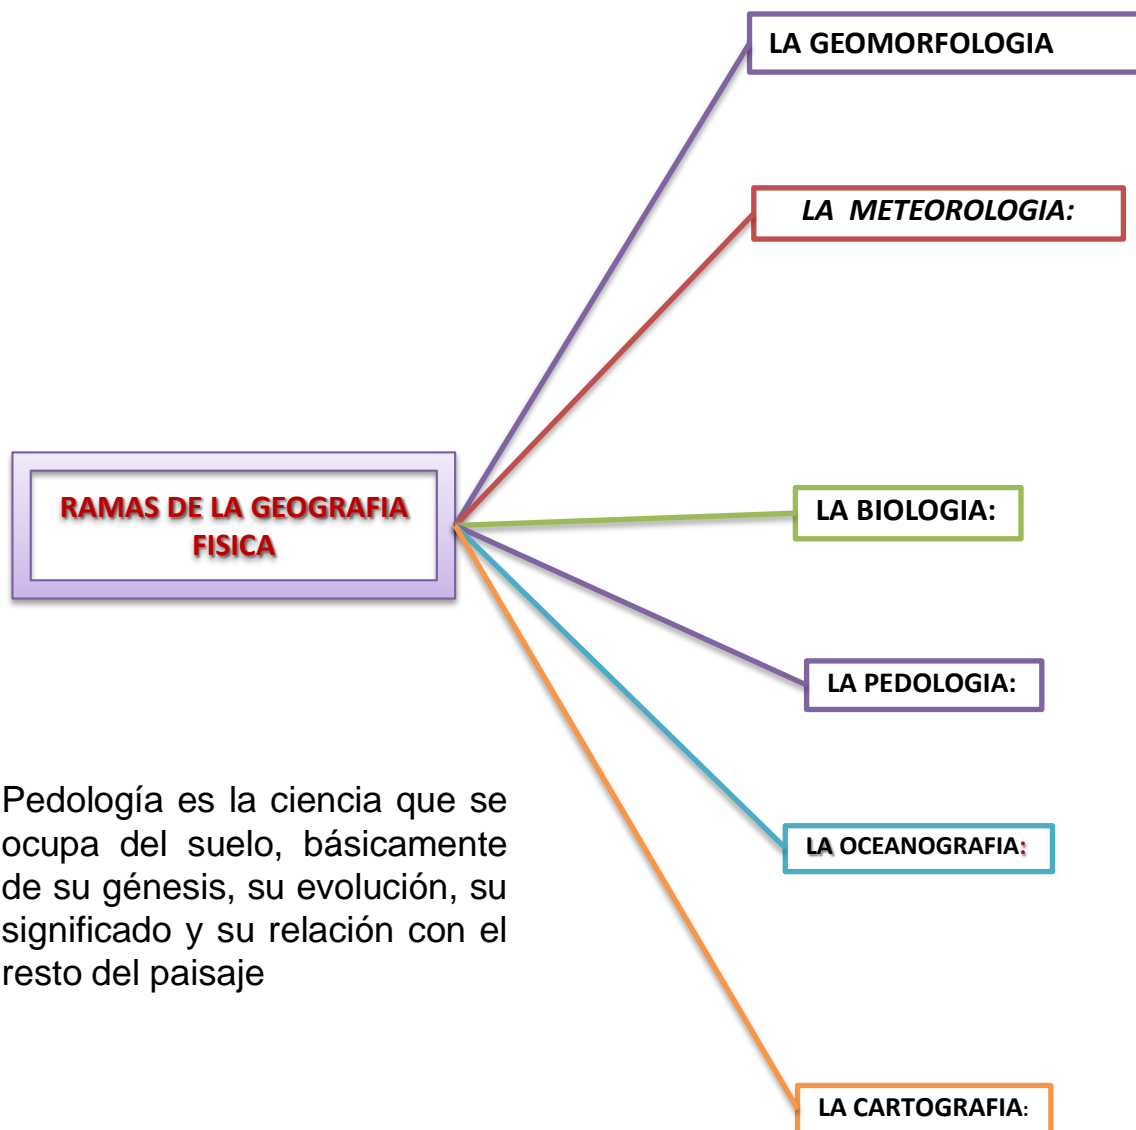 LA GEOMORFOLOGIA
LA METEOROLOGIA:
RAMAS DE LA GEOGRAFIA
FISICA
LA BIOLOGIA:
LA PEDOLOGIA:
Pedología es la ciencia que se
ocupa del suelo, básicamente
de su génesis, su evolución, su
significado y su relación con el
resto del paisaje
LA OCEANOGRAFIA:
LA CARTOGRAFIA: